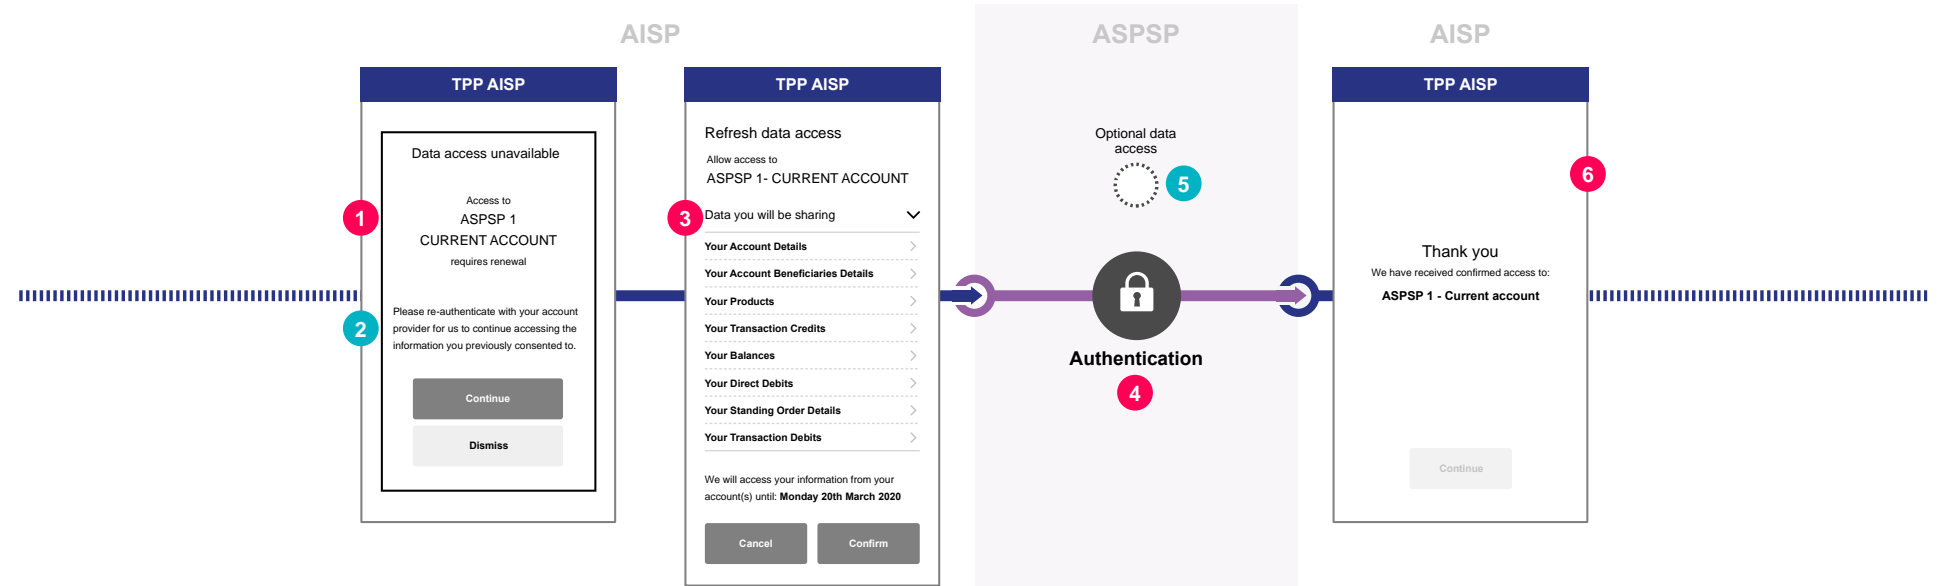 AISP
ASPSP
AISP
TPP AISP
Data access unavailable
1
Access to
ASPSP 1
CURRENT ACCOUNT
requires renewal
2
Please re-authenticate with your account
provider for us to continue accessing the
information you previously consented to.
Continue
Dismiss
TPP AISP
Refresh data access
Allow access to
ASPSP 1- CURRENT ACCOUNT
3
Data you will be sharing
Your Account Details
Your Account Beneficiaries Details
Your Products
Your Transaction Credits
Your Balances
Your Direct Debits
Your Standing Order Details
Your Transaction Debits
We will access your information from your
account(s) until: Monday 20th March 2020
Cancel
Confirm
Optional data
access
5
Authentication
4
TPP AISP
6
Thank you
We have received confirmed access to:
ASPSP 1 - Current account
Continue